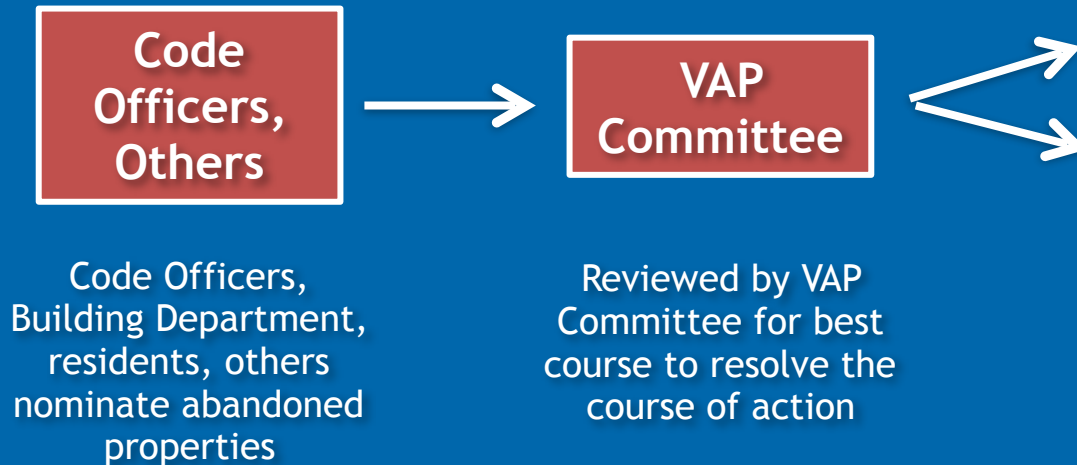 Code
Officers,
Others
VAP
Committee
Code Officers,
Building Department,
residents, others
nominate abandoned
properties
Reviewed by VAP
Committee for best
course to resolve the
course of action